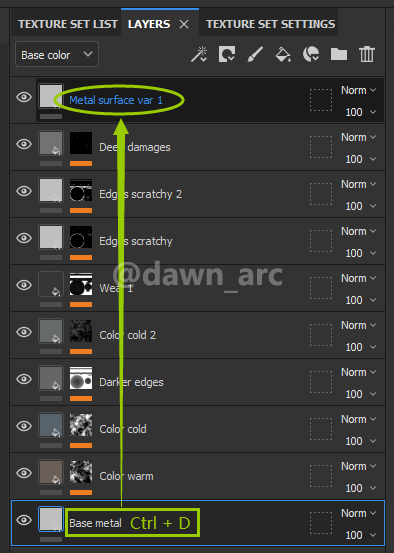 TEXTURE SET LIST LAYERS TEXTURE SET SETTINGS
Base color
Metal surface var 1 Norm 100
Deep damages Norm 100
Edges scratchy 2 Norm 100
Edges scratchy Norm 100
@dawn_arc
Wear 1 Norm 100
Color cold 2 Norm 100
Darker edges Norm 100
Color cold Norm 100
Color warm Norm 100
Base metal Ctrl + D Norm 100